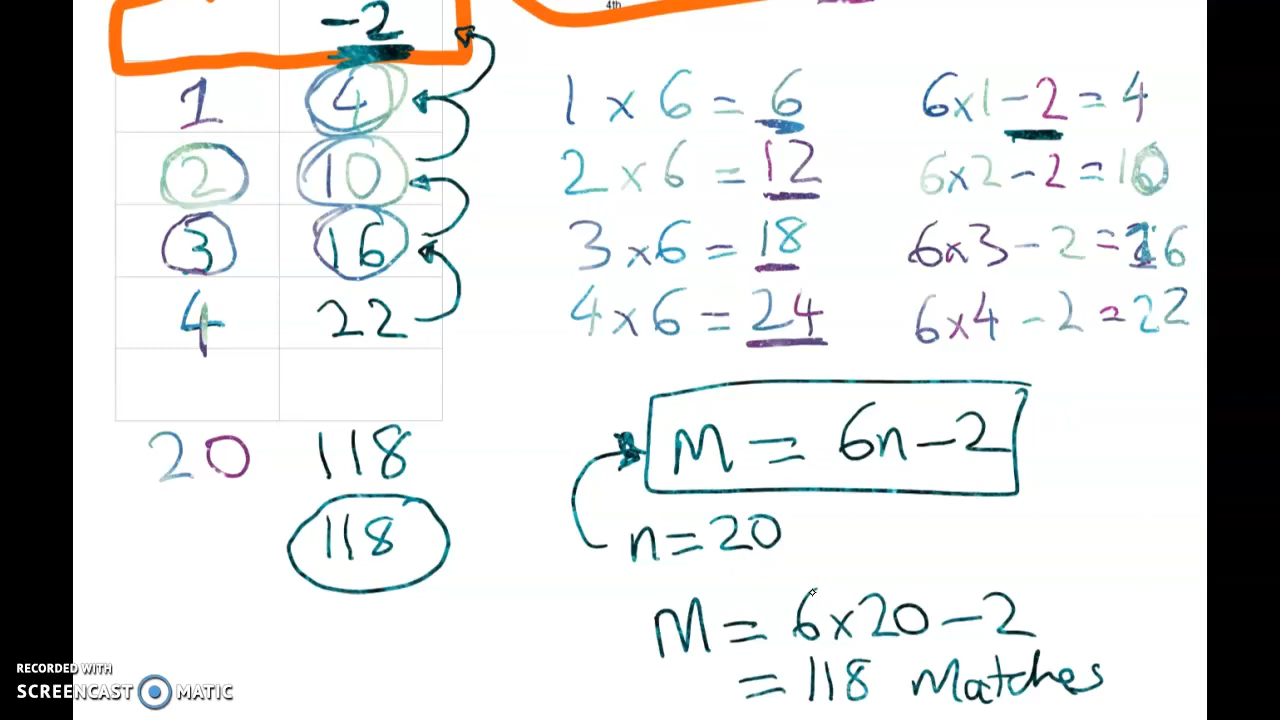 4th
-2
1 4 1 x 6 = 6 6x1-2=4
2 10 2 x 6 = 12 6x2-2=10
3 16 3 x 6 = 18 6x3-2=16
4 22 4 x 6 = 24 6x4-2=22
M = 6n-2
20 118
118
n=20
M = 6x20-2
= 118 Matches
RECORDED WITH
SCREENCAST MATIC